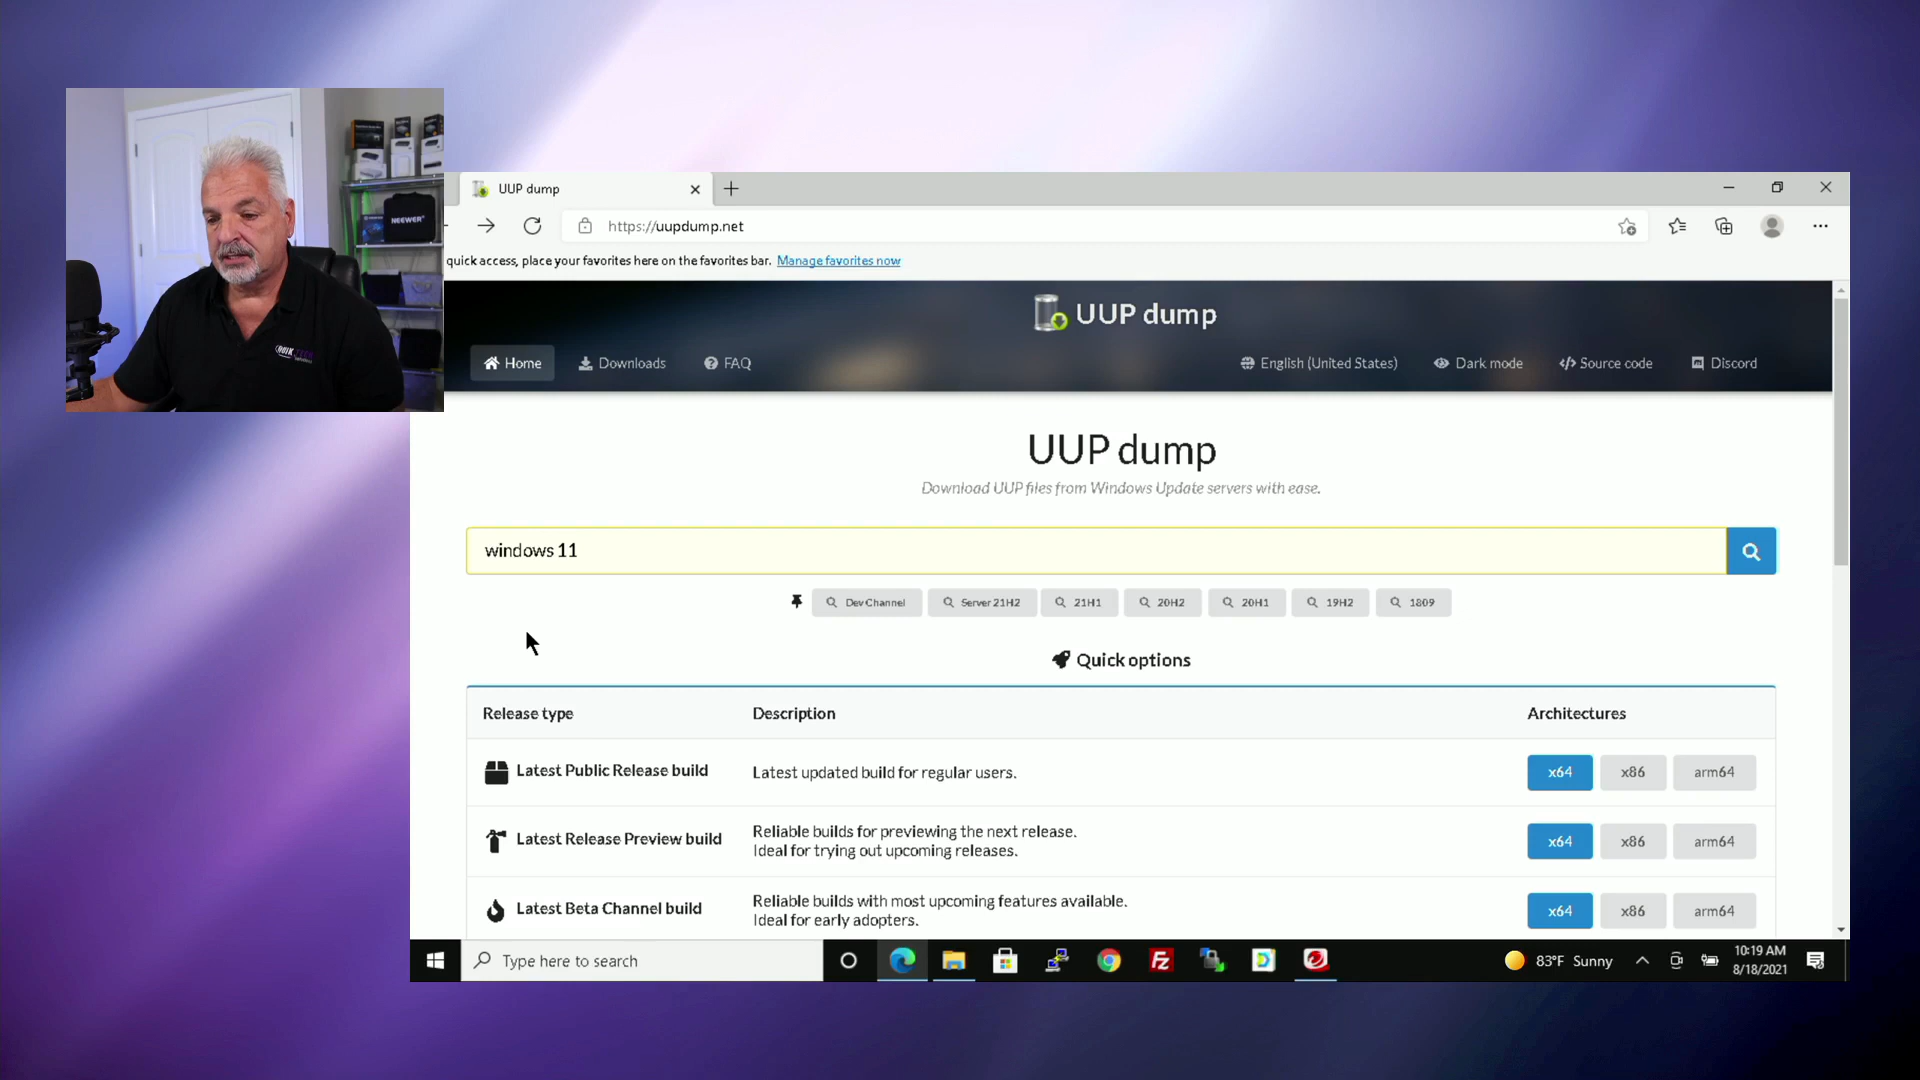 NEEWER
UUP dump
https://uupdump.net
quick access, place your favorites here on the favorites bar. Manage favorites now
UUP dump
Home
Downloads
FAQ
English (United States)
Dark mode
Source code
Discord
UUP dump
Download UUP files from Windows Update servers with ease.
windows 11
Dev Channel
Server 21H2
21H1
20H2
20H1
19H2
1809
Quick options
Release type Description Architectures
Latest Public Release build
Latest updated build for regular users.
x64 x86 arm64
Latest Release Preview build
Reliable builds for previewing the next release.
Ideal for trying out upcoming releases.
x64 x86 arm64
Latest Beta Channel build
Reliable builds with most upcoming features available.
Ideal for early adopters.
x64 x86 arm64
Type here to search
83°F Sunny
10:19 AM
8/18/2021